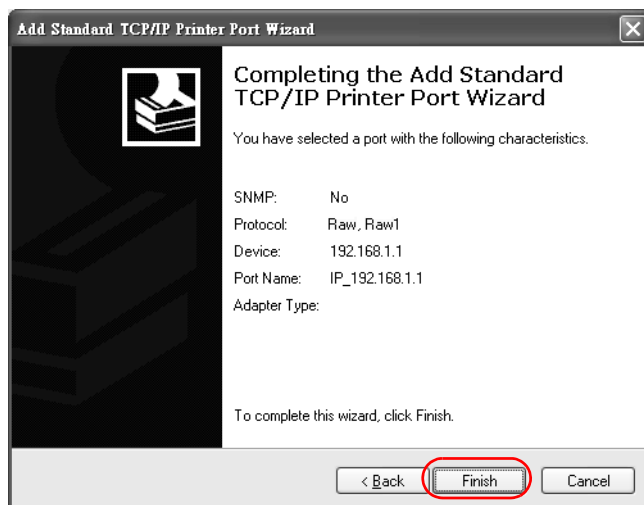 Add Standard TCP/IP Printer Port Wizard
Completing the Add Standard
TCP/IP Printer Port Wizard
You have selected a port with the following characteristics.
SNMP: No
Protocol: Raw, Raw1
Device: 192.168.1.1
Port Name: IP_192.168.1.1
Adapter Type:
To complete this wizard, click Finish.
< Back Finish Cancel